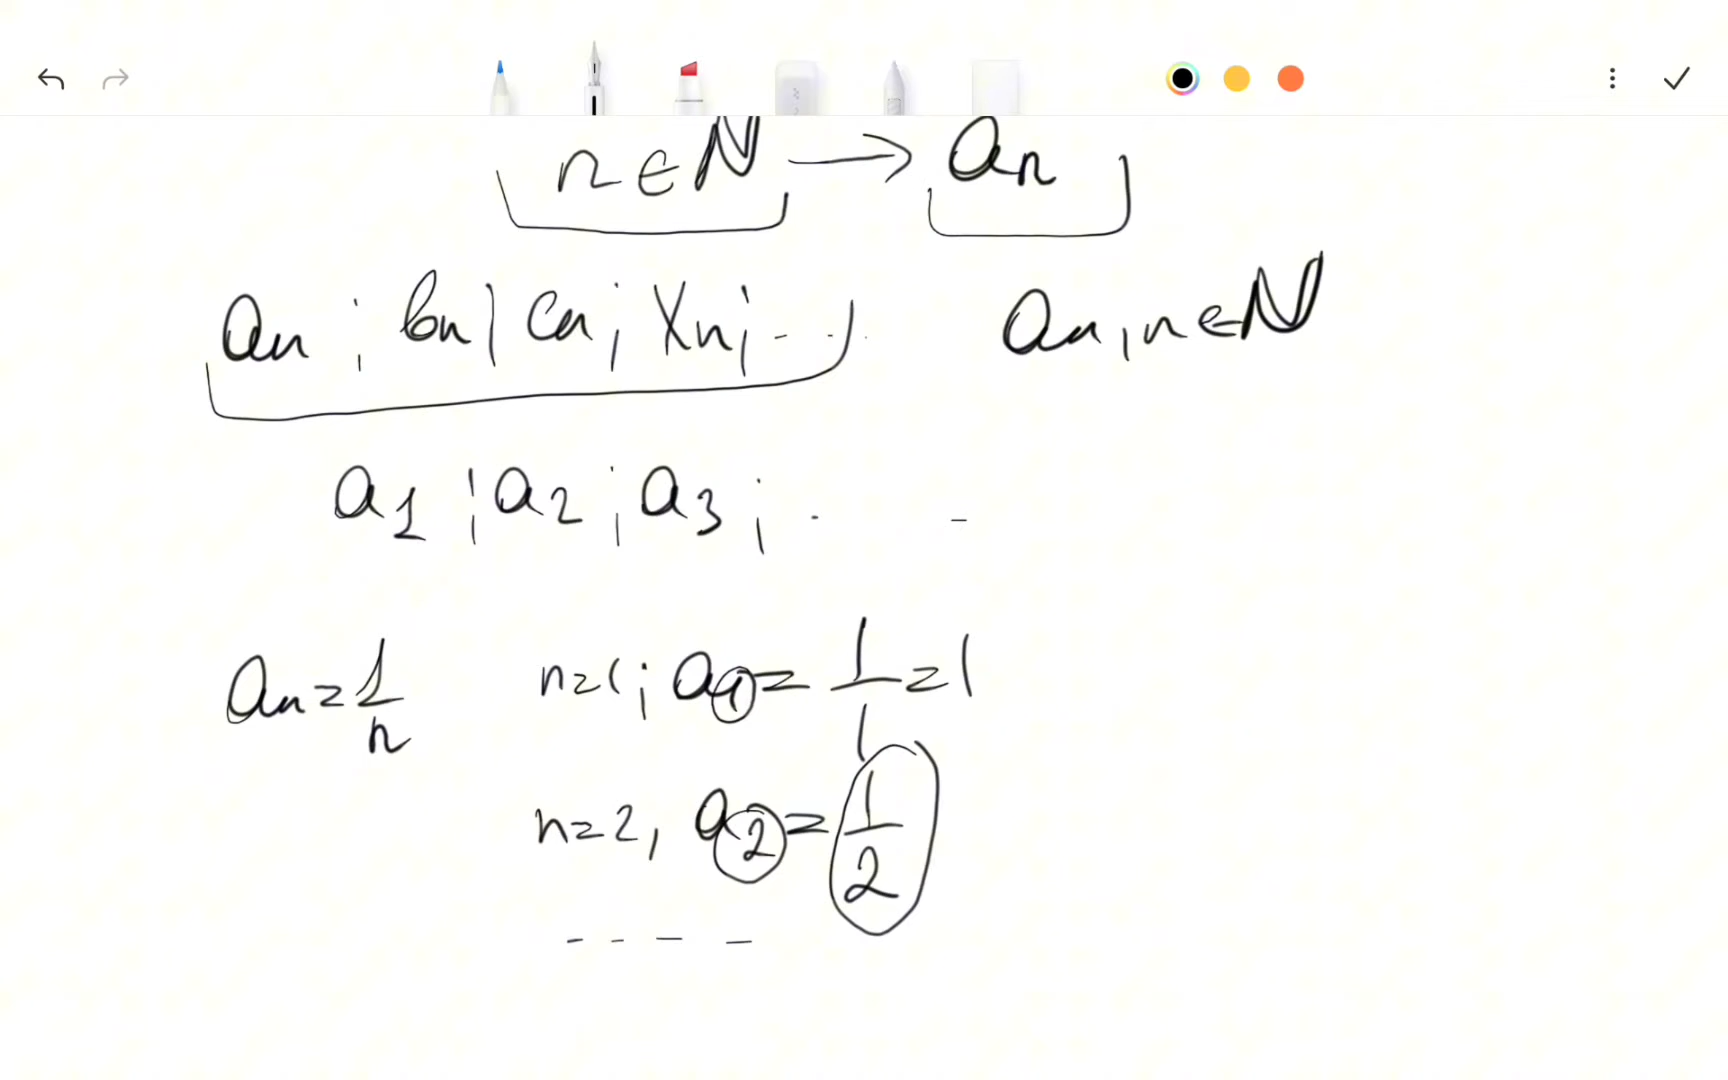 n ∈ N → an
an ; bn ; cn ; xn ; - - .
an, n ∈ N
a1 ; a2 ; a3 ; . -
an = 1/n
n=1; a1 = 1/1 = 1
n=2, a2 = 1/2
- - - -